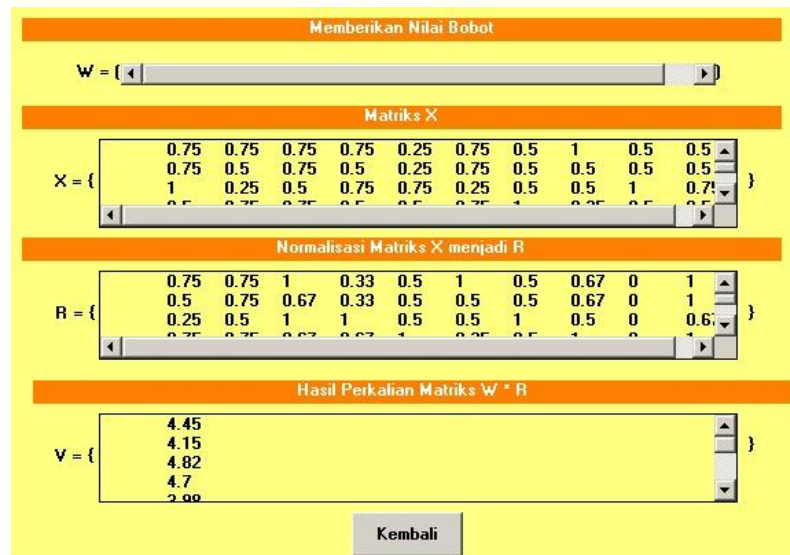 Memberikan Nilai Bobot
W = { }
Matriks X
X = { }
0.75 0.75 0.75 0.75 0.25 0.75 0.5 1 0.5 0.5
0.75 0.5 0.75 0.5 0.25 0.75 0.5 0.5 0.5 0.5
1 0.25 0.5 0.75 0.75 0.25 0.5 0.5 1
Normalisasi Matriks X menjadi R
R = { }
0.75 0.75 1 0.33 0.5 1 0.5 0.67 0 1
0.5 0.75 0.67 0.33 0.5 0.5 0.5 0.67 0 1
0.25 0.5 1 1 0.5 0.5 1 0.5 0
Hasil Perkalian Matriks W * R
V = { }
4.45
4.15
4.82
4.7
Kembali